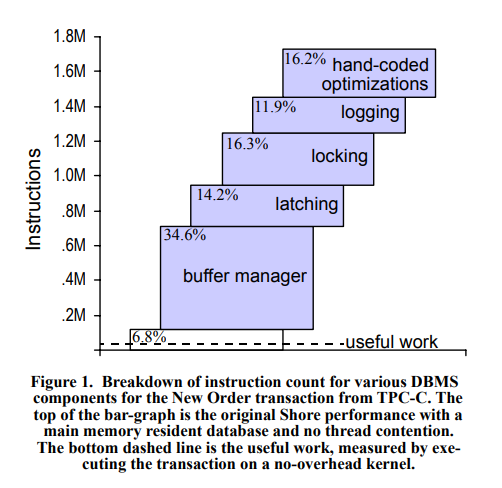 1.8M
1.6M
1.4M
1.2M
1.0M
.8M
.6M
.4M
.2M
Instructions
16.2% hand-coded
optimizations
11.9% logging
16.3%
locking
14.2%
latching
34.6%
buffer manager
6.8%
useful work
Figure 1. Breakdown of instruction count for various DBMS
components for the New Order transaction from TPC-C. The
top of the bar-graph is the original Shore performance with a
main memory resident database and no thread contention.
The bottom dashed line is the useful work, measured by exe-
cuting the transaction on a no-overhead kernel.